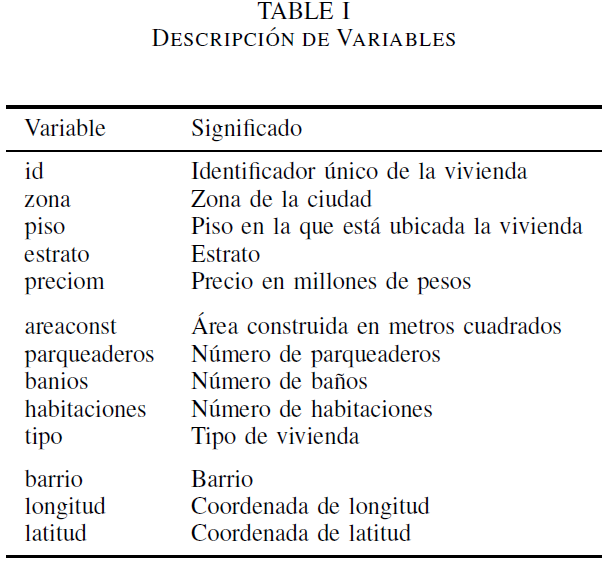 TABLE I
DESCRIPCIÓN DE VARIABLES
Variable Significado
id Identificador único de la vivienda
zona Zona de la ciudad
piso Piso en la que está ubicada la vivienda
estrato Estrato
preciom Precio en millones de pesos
areaconst Área construida en metros cuadrados
parqueaderos Número de parqueaderos
banios Número de baños
habitaciones Número de habitaciones
tipo Tipo de vivienda
barrio Barrio
longitud Coordenada de longitud
latitud Coordenada de latitud